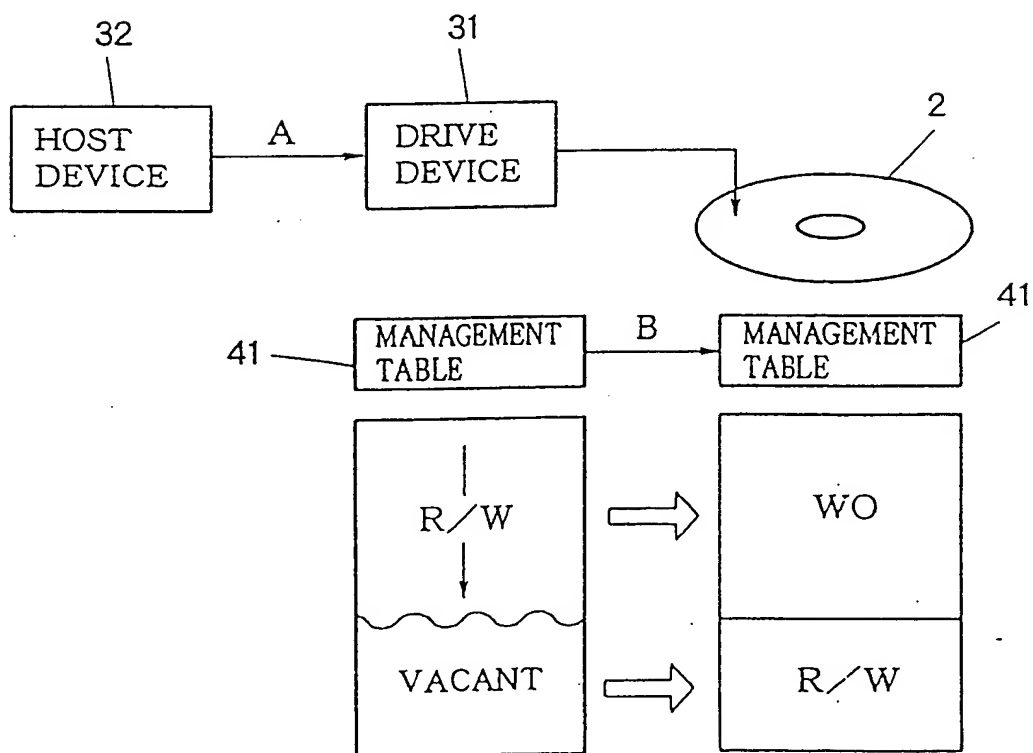 32
31
2
HOST
DEVICE
A
DRIVE
DEVICE
41
MANAGEMENT
TABLE
B
MANAGEMENT
TABLE
41
R/W
WO
VACANT
R/W